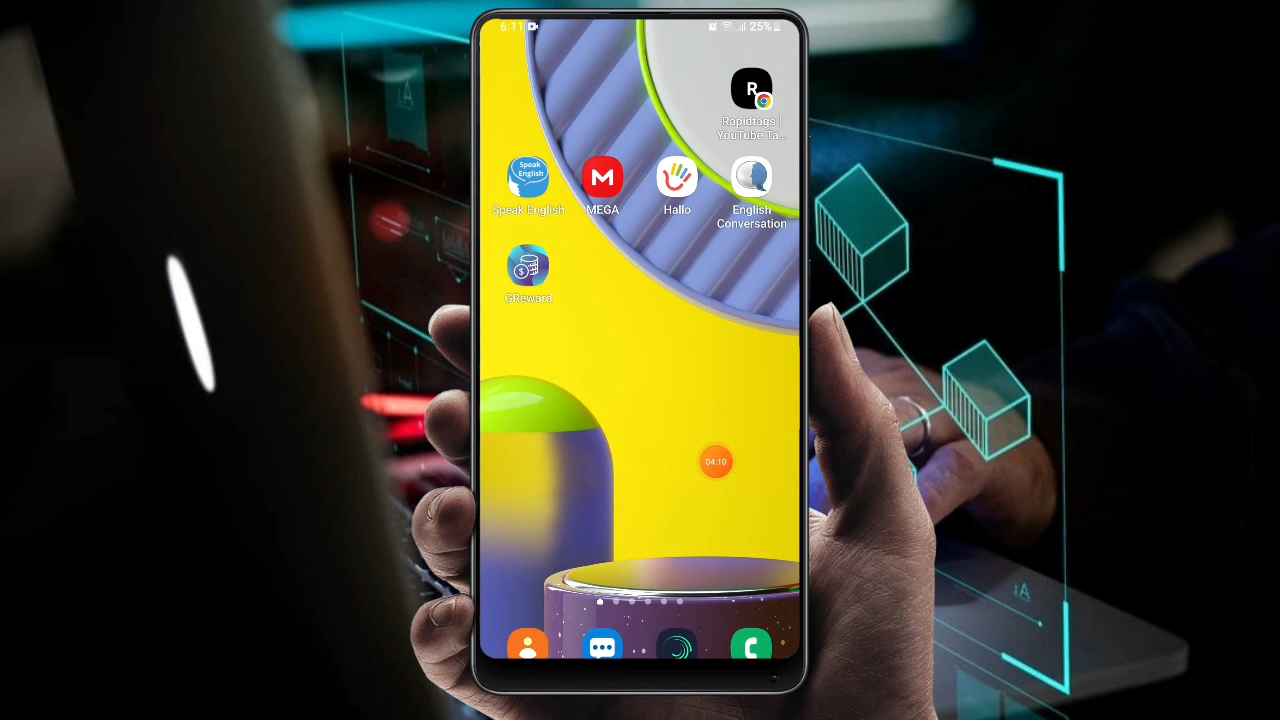 6:11
25%
R
Rapidtags |
YouTube Ta...
Speak
English
Speak English
M
MEGA
Hallo
English
Conversation
GReward
04:10